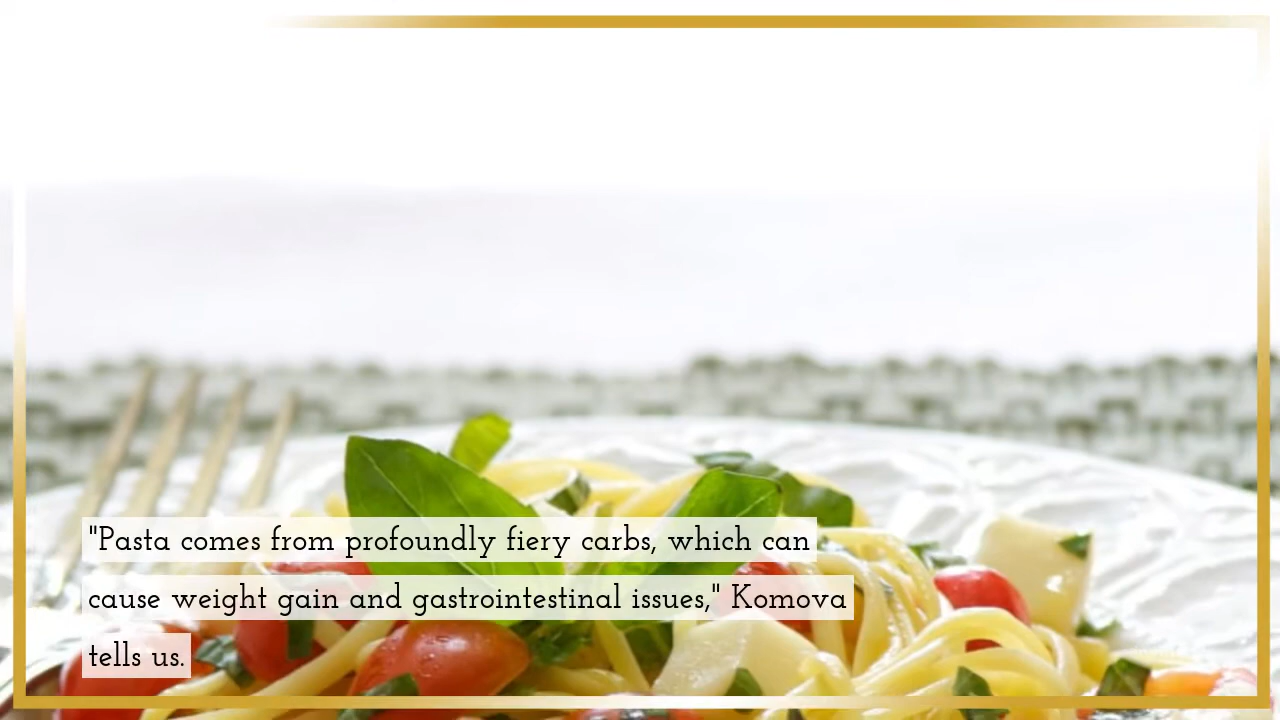 "Pasta comes from profoundly fiery carbs, which can
cause weight gain and gastrointestinal issues," Komova
tells us.